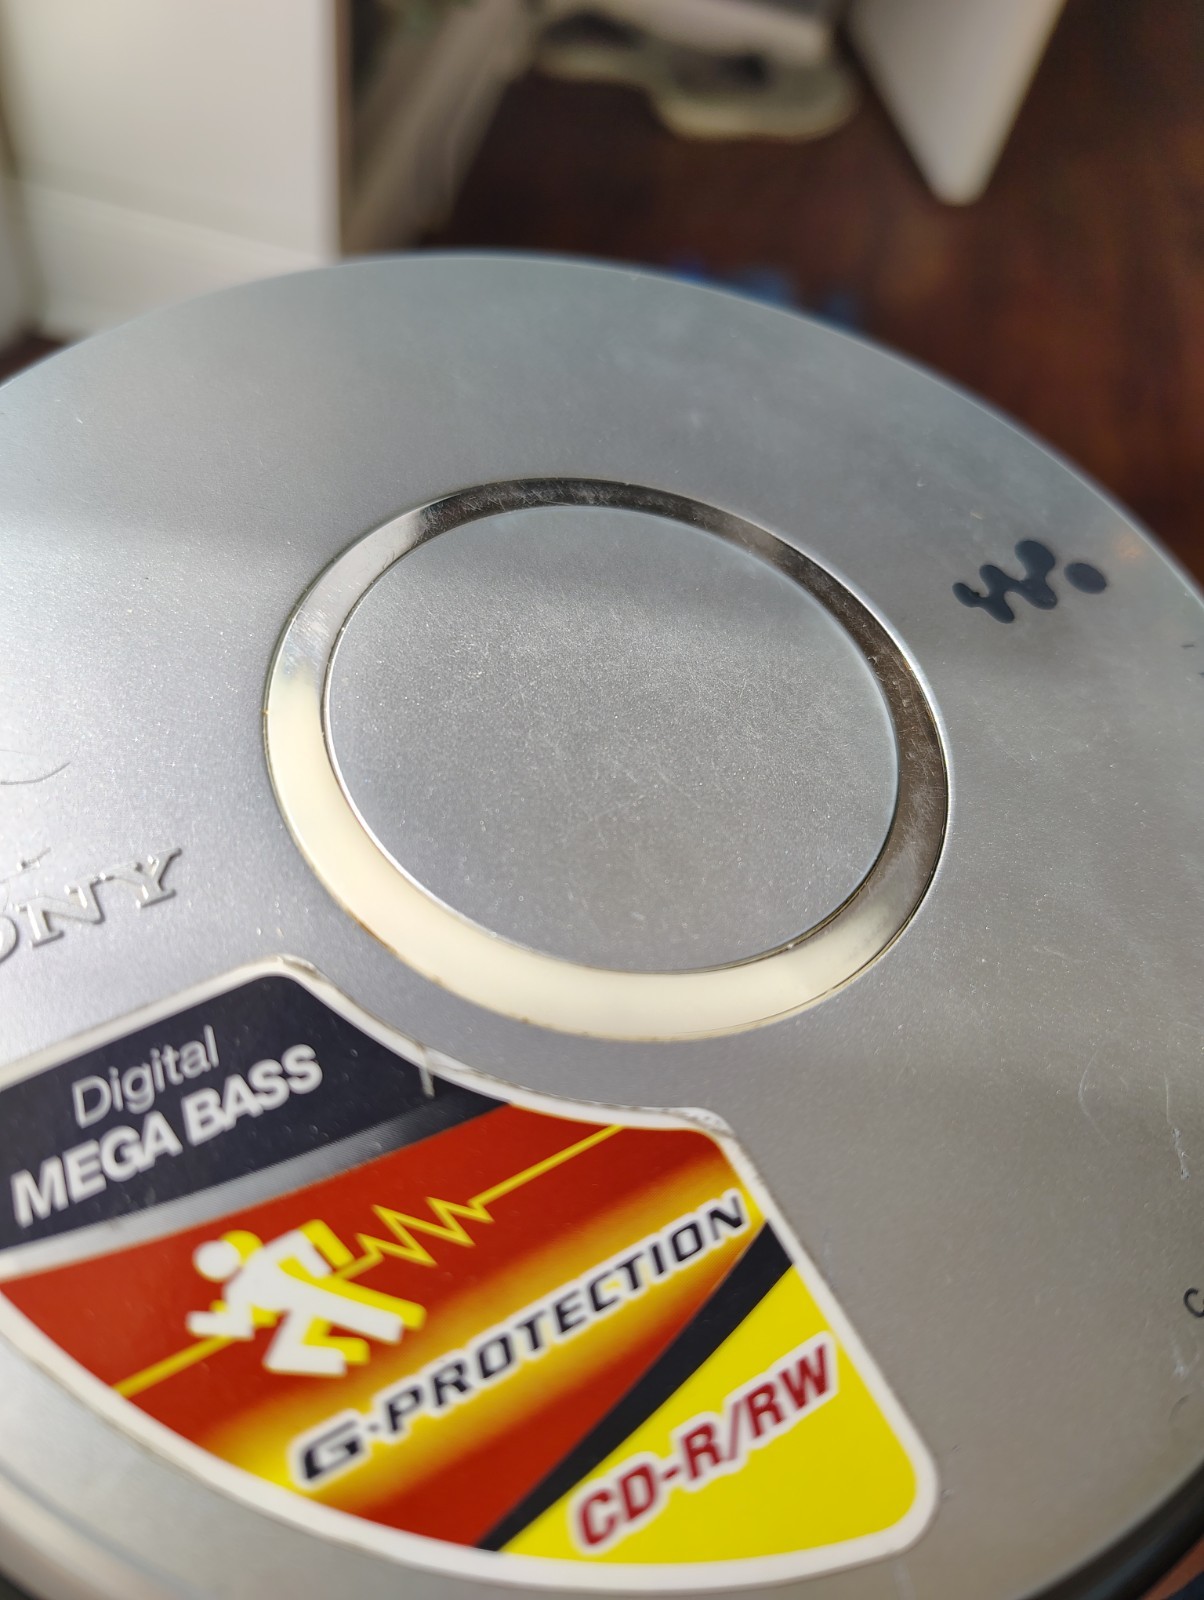 ONY
Digital
MEGA BASS
G·PROTECTION
CD-R/RW